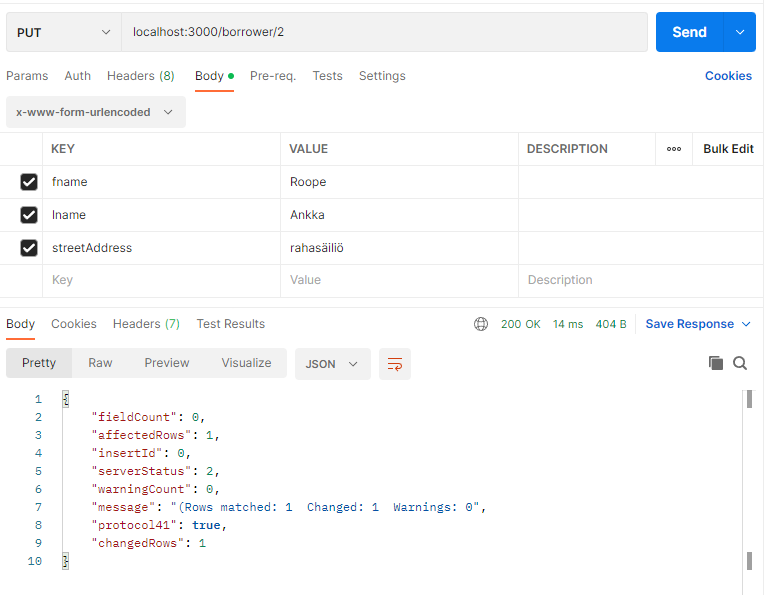 PUT localhost:3000/borrower/2 Send
Params Auth Headers (8) Body Pre-req. Tests Settings Cookies
x-www-form-urlencoded
KEY VALUE DESCRIPTION ooo Bulk Edit
fname Roope
lname Ankka
streetAddress rahasäiliö
Key Value Description
Body Cookies Headers (7) Test Results 200 OK 14 ms 404 B Save Response
Pretty Raw Preview Visualize JSON
1 {
2 "fieldCount": 0,
3 "affectedRows": 1,
4 "insertId": 0,
5 "serverStatus": 2,
6 "warningCount": 0,
7 "message": "(Rows matched: 1  Changed: 1  Warnings: 0",
8 "protocol41": true,
9 "changedRows": 1
10 }